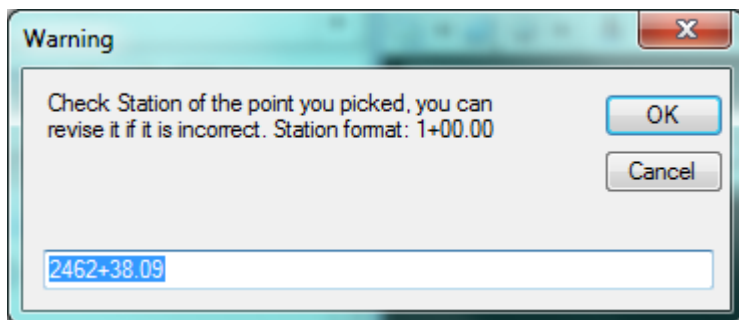 Warning
Check Station of the point you picked, you can
revise it if it is incorrect. Station format: 1+00.00
OK
Cancel
2462+38.09